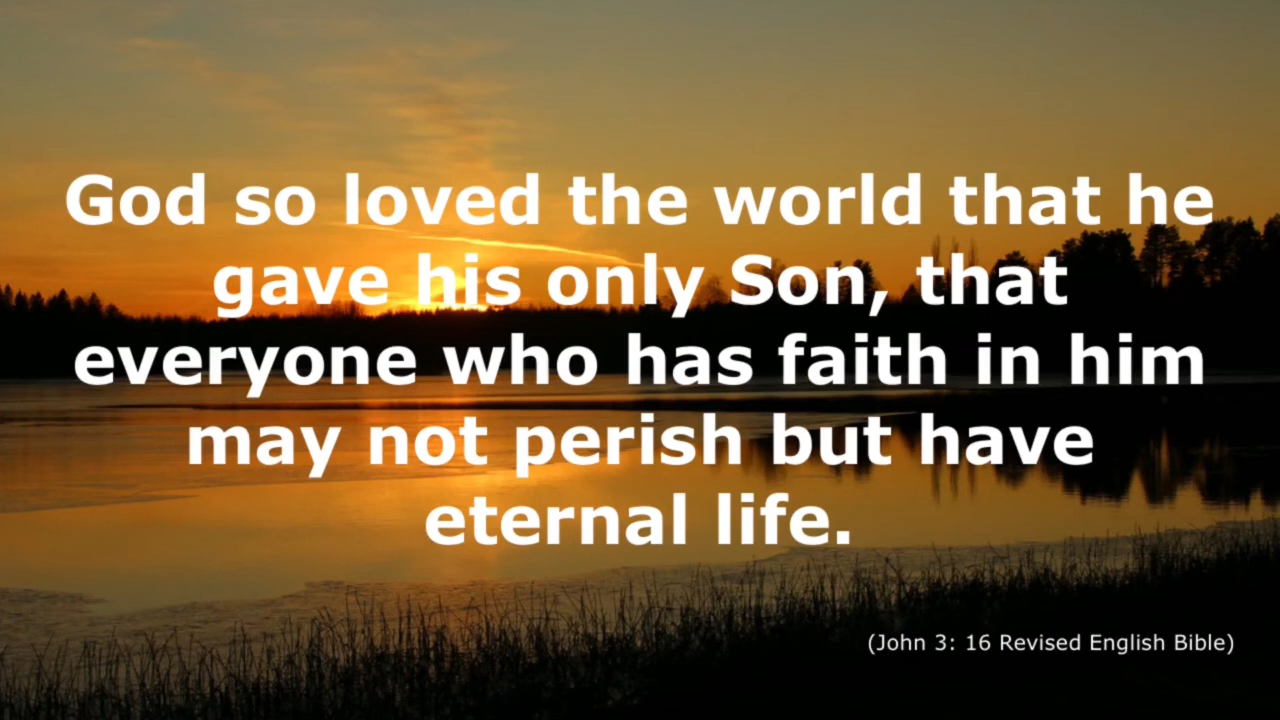 God so loved the world that he
gave his only Son, that
everyone who has faith in him
may not perish but have
eternal life.
(John 3: 16 Revised English Bible)